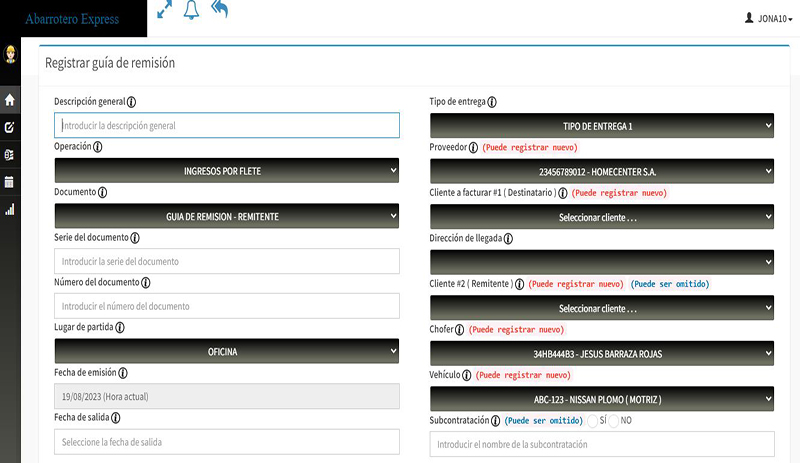 Abarrotero Express
JONA10
Registrar guía de remisión
Descripción general
Introducir la descripción general
Operación
INGRESOS POR FLETE
Documento
GUIA DE REMISION - REMITENTE
Serie del documento
Introducir la serie del documento
Número del documento
Introducir el número del documento
Lugar de partida
OFICINA
Fecha de emisión
19/08/2023 (Hora actual)
Fecha de salida
Seleccione la fecha de salida
Tipo de entrega
TIPO DE ENTREGA 1
Proveedor (Puede registrar nuevo)
23456789012 - HOMECENTER S.A.
Cliente a facturar #1 ( Destinatario ) (Puede registrar nuevo)
Seleccionar cliente . . .
Dirección de llegada
Cliente #2 ( Remitente ) (Puede registrar nuevo) (Puede ser omitido)
Seleccionar cliente . . .
Chofer (Puede registrar nuevo)
34HB444B3 - JESUS BARRAZA ROJAS
Vehículo (Puede registrar nuevo)
ABC-123 - NISSAN PLOMO ( MOTRIZ )
Subcontratación (Puede ser omitido) SÍ NO
Introducir el nombre de la subcontratación